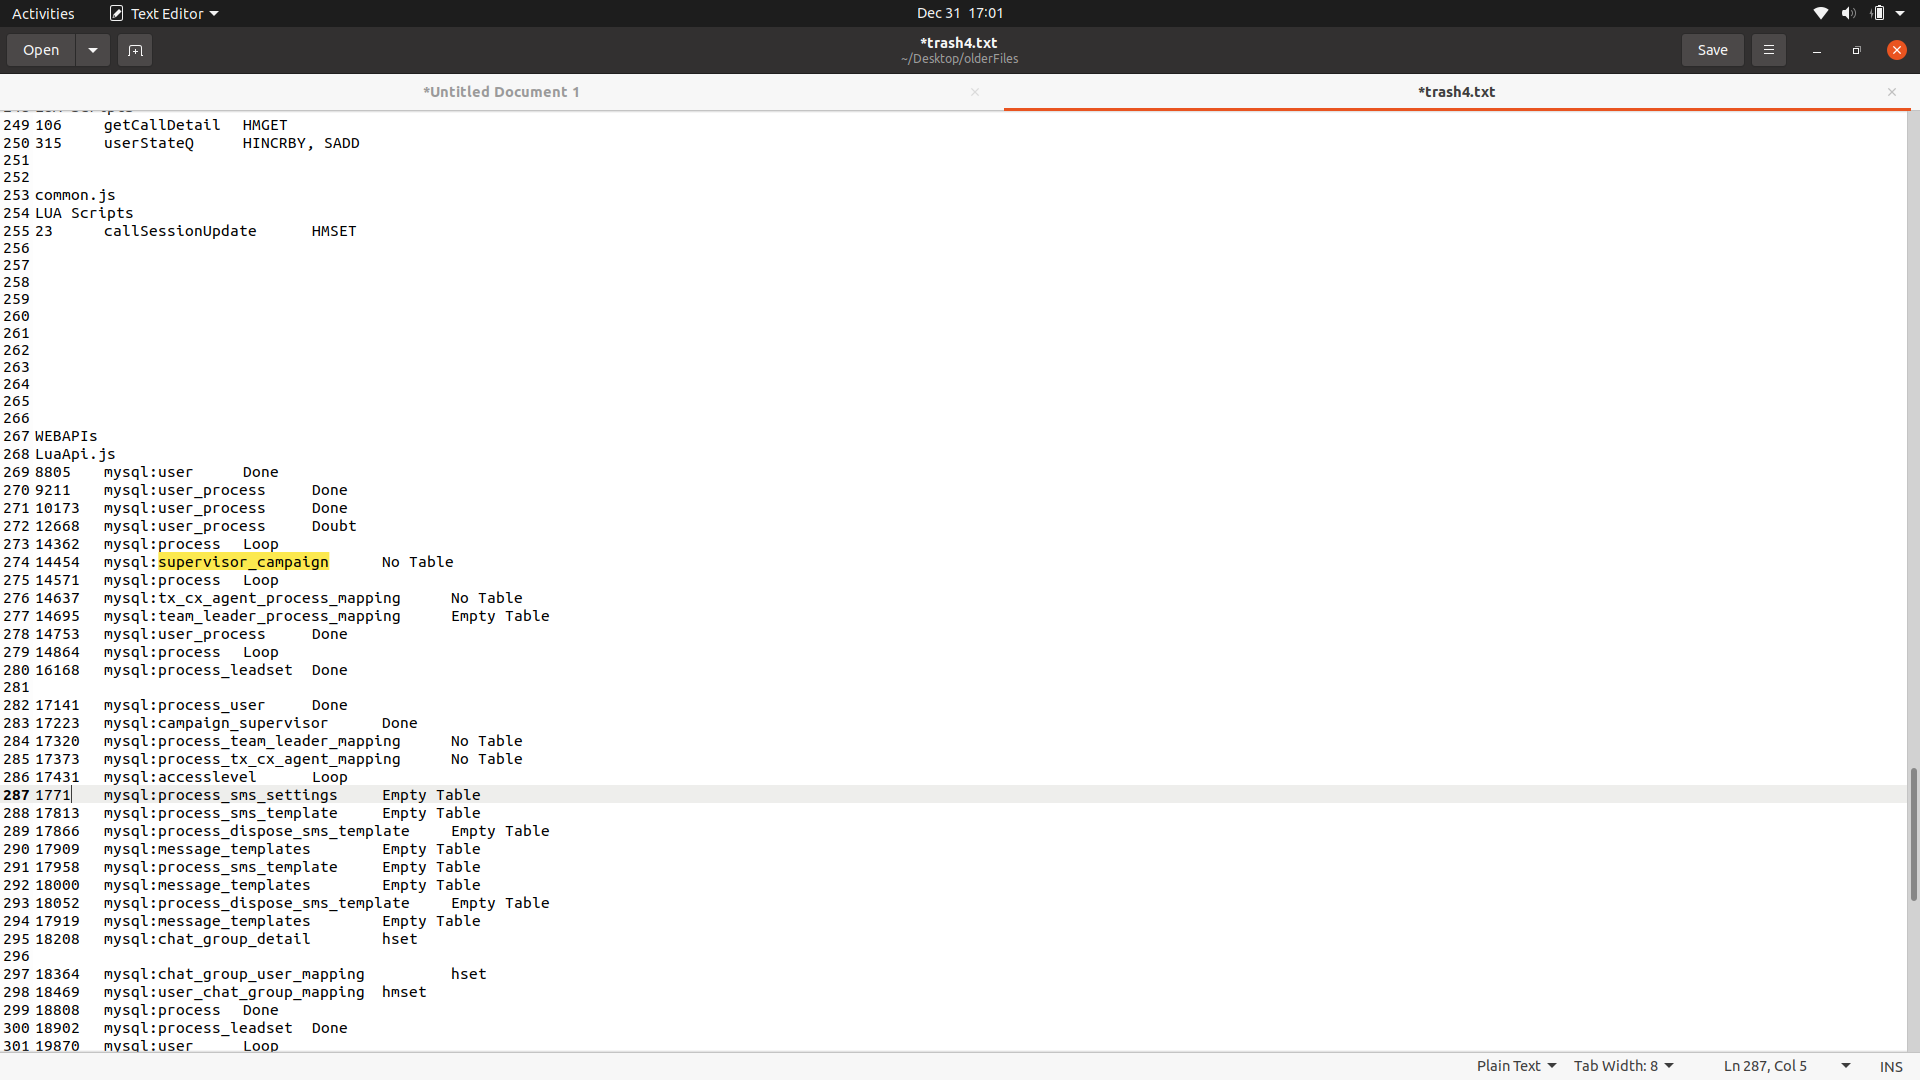 Activities Text Editor Dec 31 17:01
Open *trash4.txt Save
~/Desktop/olderFiles
*Untitled Document 1 *trash4.txt
249 106 getCallDetail HMGET
250 315 userStateQ HINCRBY, SADD
251
252
253 common.js
254 LUA Scripts
255 23 callSessionUpdate HMSET
256
257
258
259
260
261
262
263
264
265
266
267 WEBAPIs
268 LuaApi.js
269 8805 mysql:user Done
270 9211 mysql:user_process Done
271 10173 mysql:user_process Done
272 12668 mysql:user_process Doubt
273 14362 mysql:process Loop
274 14454 mysql:supervisor_campaign No Table
275 14571 mysql:process Loop
276 14637 mysql:tx_cx_agent_process_mapping No Table
277 14695 mysql:team_leader_process_mapping Empty Table
278 14753 mysql:user_process Done
279 14864 mysql:process Loop
280 16168 mysql:process_leadset Done
281
282 17141 mysql:process_user Done
283 17223 mysql:campaign_supervisor Done
284 17320 mysql:process_team_leader_mapping No Table
285 17373 mysql:process_tx_cx_agent_mapping No Table
286 17431 mysql:accesslevel Loop
287 1771 mysql:process_sms_settings Empty Table
288 17813 mysql:process_sms_template Empty Table
289 17866 mysql:process_dispose_sms_template Empty Table
290 17909 mysql:message_templates Empty Table
291 17958 mysql:process_sms_template Empty Table
292 18000 mysql:message_templates Empty Table
293 18052 mysql:process_dispose_sms_template Empty Table
294 17919 mysql:message_templates Empty Table
295 18208 mysql:chat_group_detail hset
296
297 18364 mysql:chat_group_user_mapping hset
298 18469 mysql:user_chat_group_mapping hmset
299 18808 mysql:process Done
300 18902 mysql:process_leadset Done
301 19870 mysql:user Loop
Plain Text Tab Width: 8 Ln 287, Col 5 INS